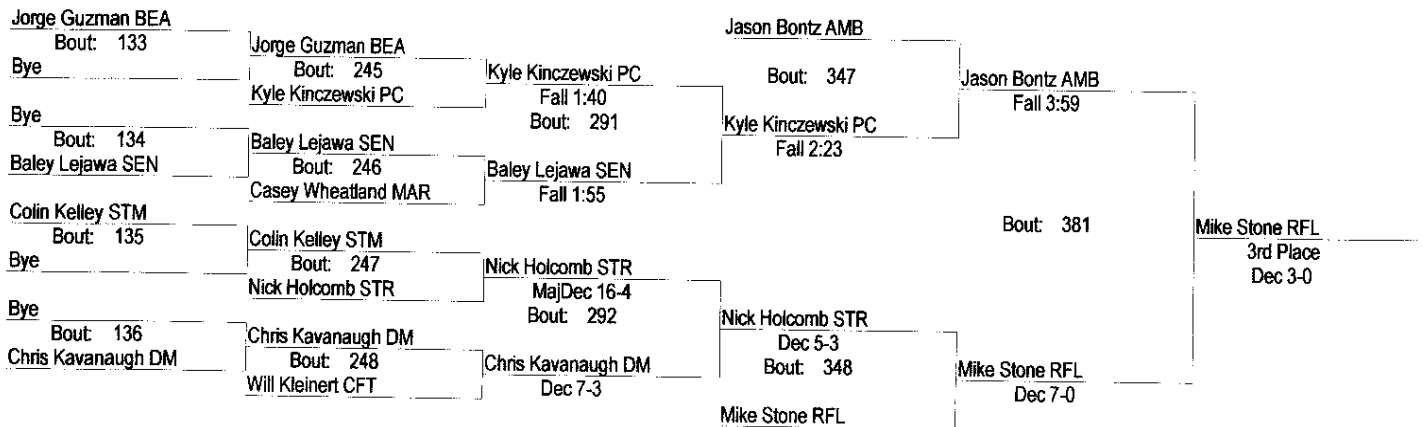 Jorge Guzman BEA
Bout: 133
Bye
Bye
Bout: 134
Baley Lejawa SEN
Colin Kelley STM
Bout: 135
Bye
Bye
Bout: 136
Chris Kavanaugh DM
Jorge Guzman BEA
Bout: 245
Kyle Kinczewski PC
Baley Lejawa SEN
Bout: 246
Casey Wheatland MAR
Colin Kelley STM
Bout: 247
Nick Holcomb STR
Chris Kavanaugh DM
Bout: 248
Will Kleinert CFT
Kyle Kinczewski PC
Fall 1:40
Bout: 291
Baley Lejawa SEN
Fall 1:55
Nick Holcomb STR
MajDec 16-4
Bout: 292
Chris Kavanaugh DM
Dec 7-3
Jason Bontz AMB
Bout: 347
Kyle Kinczewski PC
Fall 2:23
Nick Holcomb STR
Dec 5-3
Bout: 348
Mike Stone RFL
Jason Bontz AMB
Fall 3:59
Bout: 381
Mike Stone RFL
Dec 7-0
Mike Stone RFL
3rd Place
Dec 3-0